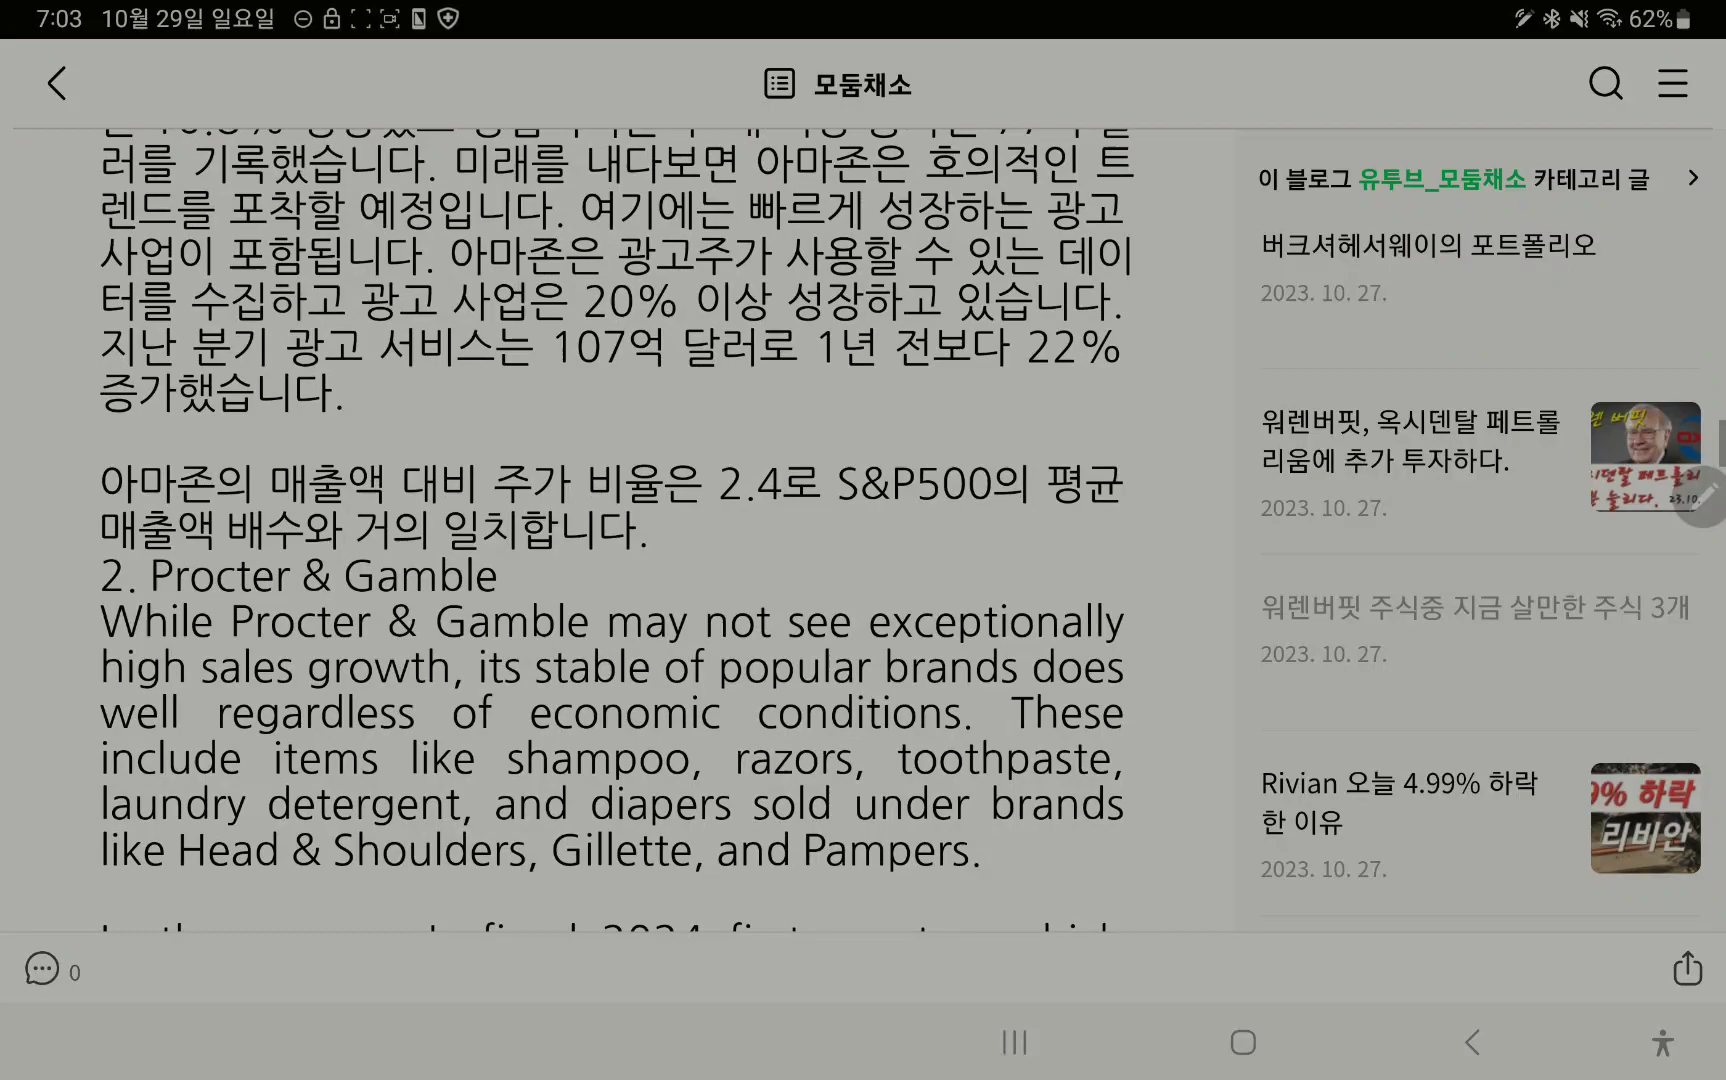 7:03 10월 29일 일요일
62%
모둠채소
러를 기록했습니다. 미래를 내다보면 아마존은 호의적인 트
렌드를 포착할 예정입니다. 여기에는 빠르게 성장하는 광고
사업이 포함됩니다. 아마존은 광고주가 사용할 수 있는 데이
터를 수집하고 광고 사업은 20% 이상 성장하고 있습니다.
지난 분기 광고 서비스는 107억 달러로 1년 전보다 22%
증가했습니다.
아마존의 매출액 대비 주가 비율은 2.4로 S&P500의 평균
매출액 배수와 거의 일치합니다.
2. Procter & Gamble
While Procter & Gamble may not see exceptionally
high sales growth, its stable of popular brands does
well regardless of economic conditions. These
include items like shampoo, razors, toothpaste,
laundry detergent, and diapers sold under brands
like Head & Shoulders, Gillette, and Pampers.
이 블로그 유투브_모둠채소 카테고리 글
버크셔헤서웨이의 포트폴리오
2023. 10. 27.
워렌버핏, 옥시덴탈 페트롤
리움에 추가 투자하다.
2023. 10. 27.
워렌버핏 주식중 지금 살만한 주식 3개
2023. 10. 27.
Rivian 오늘 4.99% 하락
한 이유
2023. 10. 27.
9% 하락
리비안
0